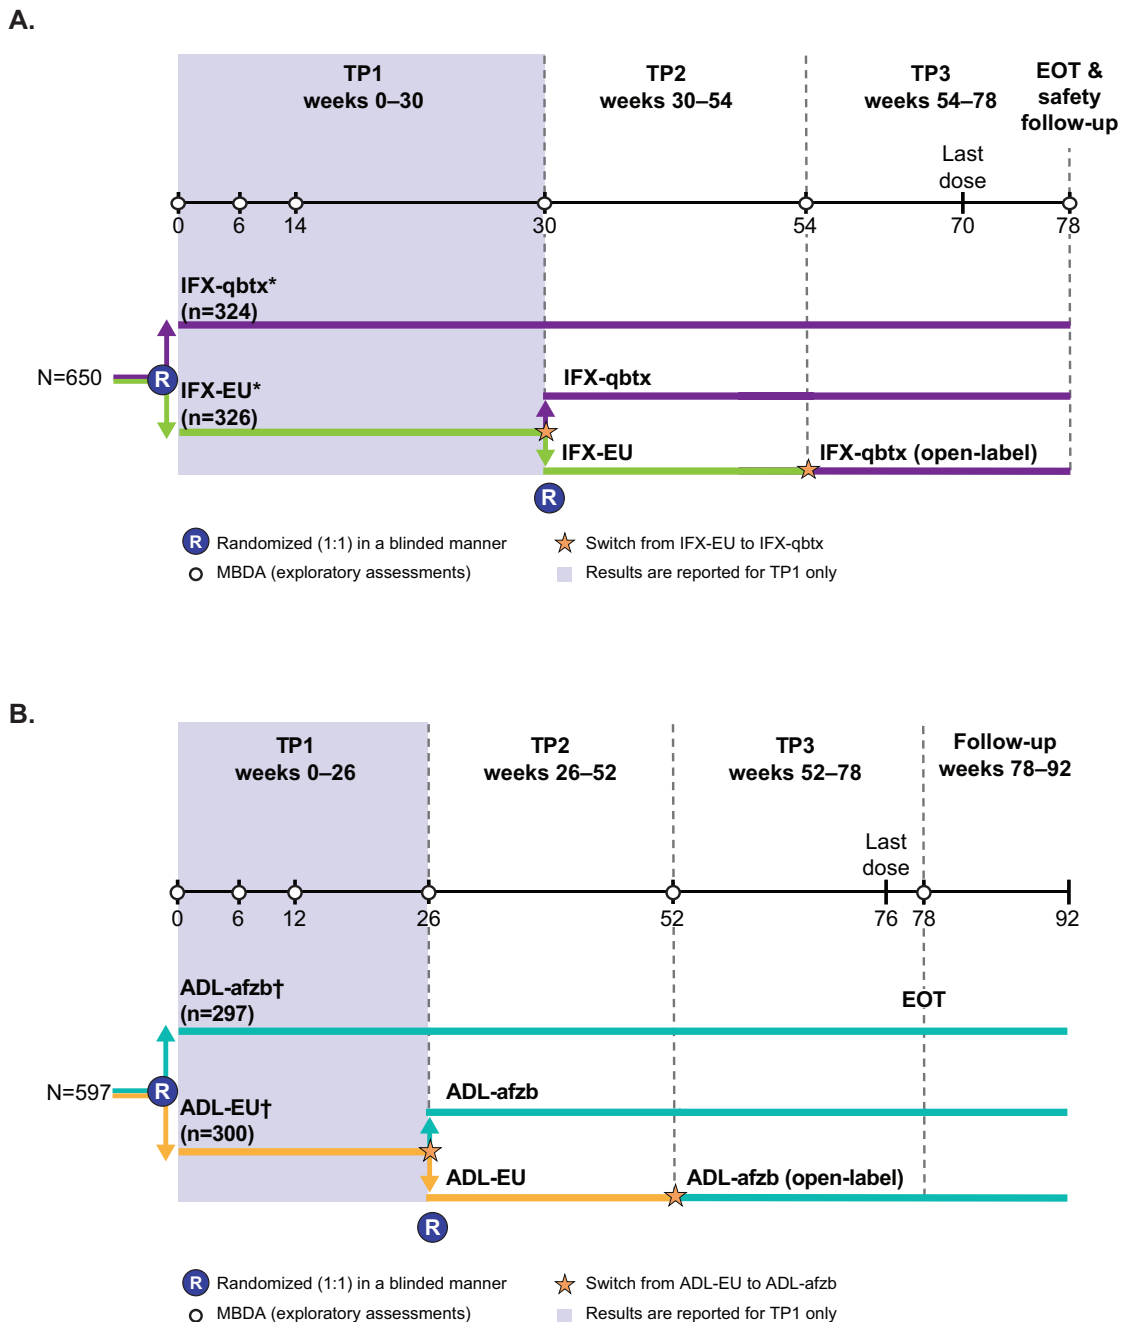 A.
TP1
weeks 0–30
TP2
weeks 30–54
TP3
weeks 54–78
EOT &
safety
follow-up
Last
dose
0 6 14 30 54 70 78
IFX-qbtx*
(n=324)
N=650
R
IFX-EU*
(n=326)
IFX-qbtx
IFX-EU
IFX-qbtx (open-label)
R
R Randomized (1:1) in a blinded manner
Switch from IFX-EU to IFX-qbtx
MBDA (exploratory assessments)
Results are reported for TP1 only
B.
TP1
weeks 0–26
TP2
weeks 26–52
TP3
weeks 52–78
Follow-up
weeks 78–92
Last
dose
0 6 12 26 52 76 78 92
ADL-afzb†
(n=297)
EOT
N=597
R
ADL-EU†
(n=300)
ADL-afzb
ADL-EU
ADL-afzb (open-label)
R
R Randomized (1:1) in a blinded manner
Switch from ADL-EU to ADL-afzb
MBDA (exploratory assessments)
Results are reported for TP1 only